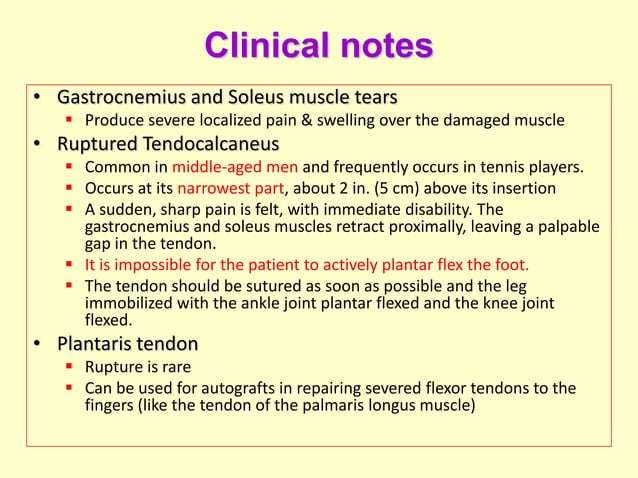 Clinical notes
• Gastrocnemius and Soleus muscle tears
▪ Produce severe localized pain & swelling over the damaged muscle
• Ruptured Tendocalcaneus
▪ Common in middle-aged men and frequently occurs in tennis players.
▪ Occurs at its narrowest part, about 2 in. (5 cm) above its insertion
▪ A sudden, sharp pain is felt, with immediate disability. The
gastrocnemius and soleus muscles retract proximally, leaving a palpable
gap in the tendon.
▪ It is impossible for the patient to actively plantar flex the foot.
▪ The tendon should be sutured as soon as possible and the leg
immobilized with the ankle joint plantar flexed and the knee joint
flexed.
• Plantaris tendon
▪ Rupture is rare
▪ Can be used for autografts in repairing severed flexor tendons to the
fingers (like the tendon of the palmaris longus muscle)